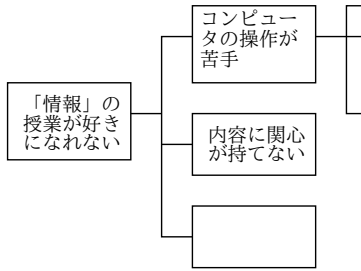 コンピュー
タの操作が
苦手
「情報」の
授業が好き
になれない
内容に関心
が持てない